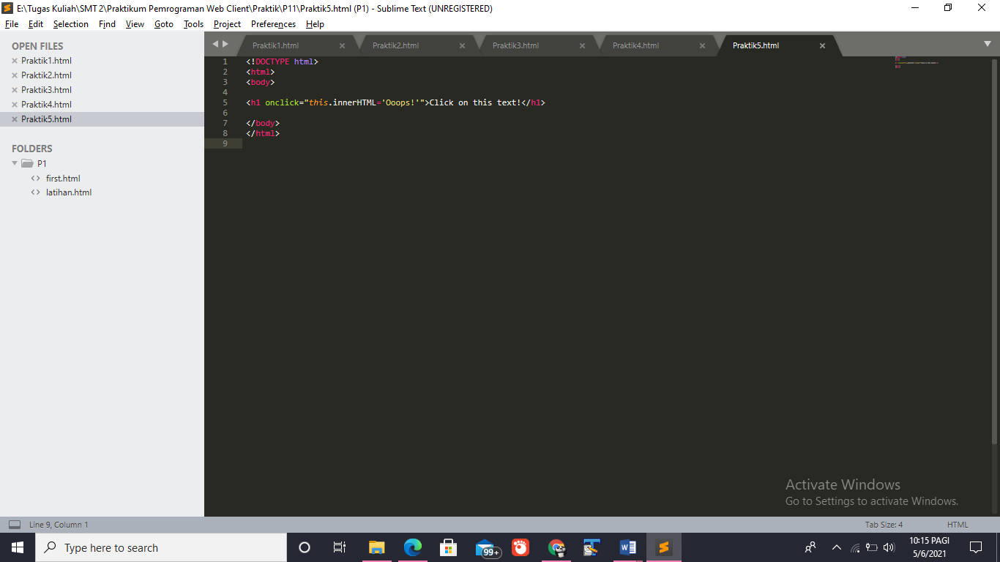 E:\Tugas Kuliah\SMT 2\Praktikum Pemrograman Web Client\Praktik\P11\Praktik5.html (P1) - Sublime Text (UNREGISTERED)
File Edit Selection Find View Goto Tools Project Preferences Help
OPEN FILES
Praktik1.html
Praktik2.html
Praktik3.html
Praktik4.html
Praktik5.html
FOLDERS
P1
first.html
latihan.html
Praktik1.html Praktik2.html Praktik3.html Praktik4.html Praktik5.html
1 <!DOCTYPE html>
2 <html>
3 <body>
4
5 <h1 onclick="this.innerHTML='Ooops!'">Click on this text!</h1>
6
7 </body>
8 </html>
9
Activate Windows
Go to Settings to activate Windows.
Line 9, Column 1 Tab Size: 4 HTML
Type here to search
99+
10:15 PAGI
5/6/2021